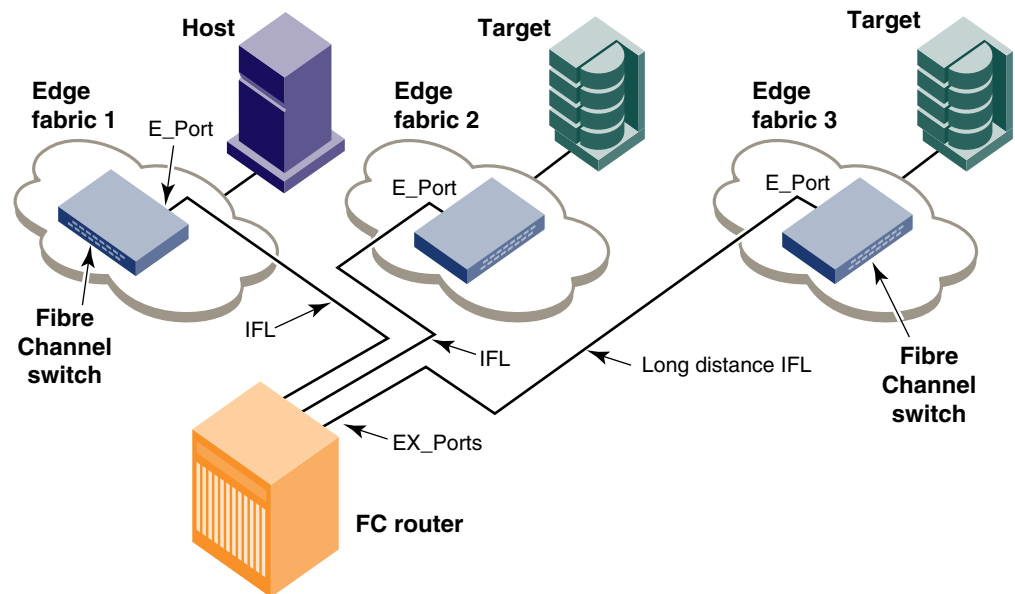 Host
Target
Target
Edge
fabric 1
Edge
fabric 2
Edge
fabric 3
E_Port
E_Port
E_Port
Fibre
Channel
switch
IFL
IFL
Long distance IFL
Fibre
Channel
switch
EX_Ports
FC router